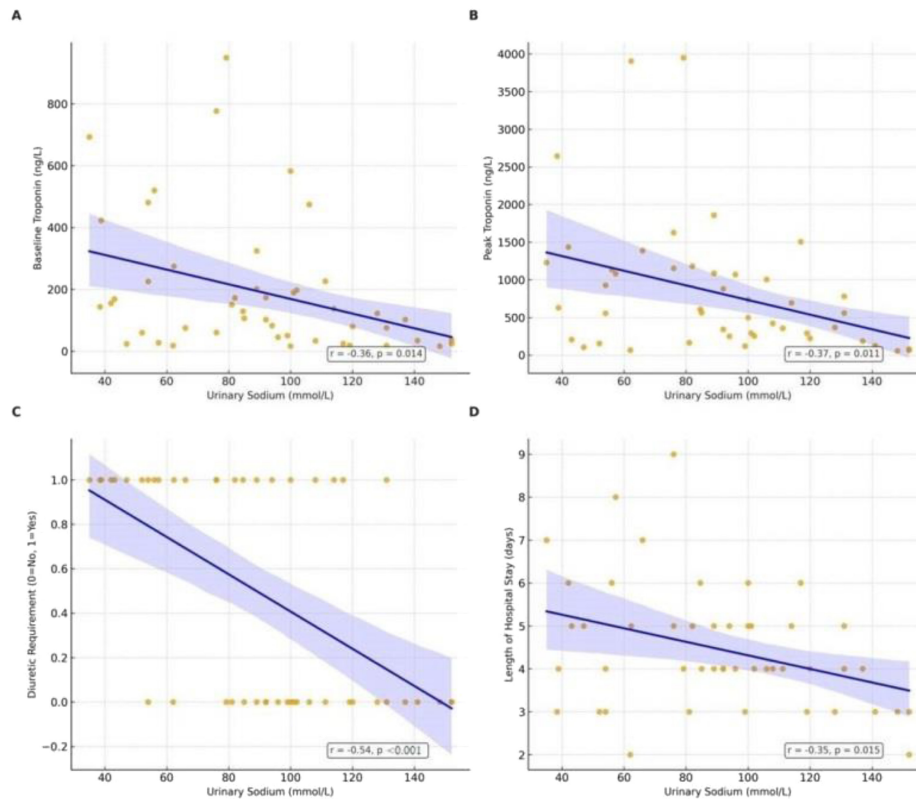 A
Baseline Troponin (ng/L)
800
600
400
200
0
40 60 80 100 120 140
r = -0.36, p = 0.014
Urinary Sodium (mmol/L)
B
Peak Troponin (ng/L)
4000
3500
3000
2500
2000
1500
1000
500
0
40 60 80 100 120 140
r = -0.37, p = 0.011
Urinary Sodium (mmol/L)
C
Diuretic Requirement (0=No, 1=Yes)
1.0
0.8
0.6
0.4
0.2
0.0
−0.2
40 60 80 100 120 140
r = -0.54, p <0.001
Urinary Sodium (mmol/L)
D
Length of Hospital Stay (days)
9
8
7
6
5
4
3
2
40 60 80 100 120 140
r = -0.35, p = 0.015
Urinary Sodium (mmol/L)